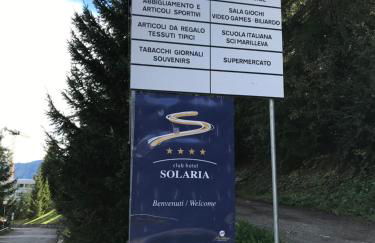 ABBIGLIAMENTO E
ARTICOLI SPORTIVI
SALA GIOCHI
VIDEO GAMES BILIARDO
ARTICOLI DA REGALO
TESSUTI TIPICI
SCUOLA ITALIANA
SCI MARILLEVA
TABACCHI GIORNALI
SOUVENIRS
SUPERMERCATO
club hotel
SOLARIA
Benvenuti / Welcome